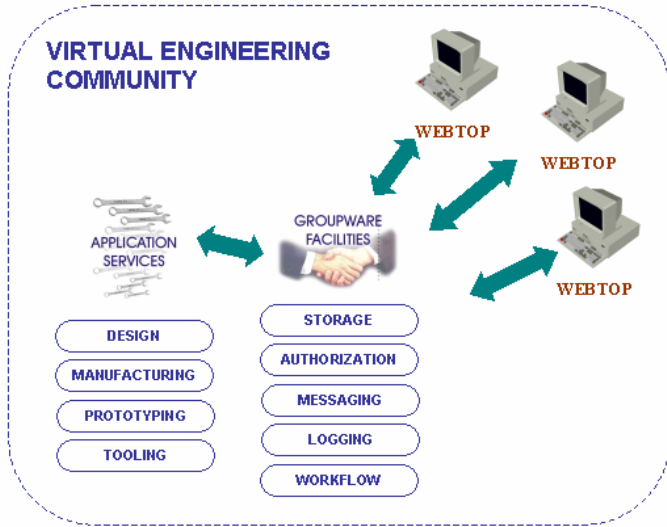 VIRTUAL ENGINEERING
COMMUNITY
WEBTOP
WEBTOP
WEBTOP
APPLICATION
SERVICES
GROUPWARE
FACILITIES
DESIGN
MANUFACTURING
PROTOTYPING
TOOLING
STORAGE
AUTHORIZATION
MESSAGING
LOGGING
WORKFLOW